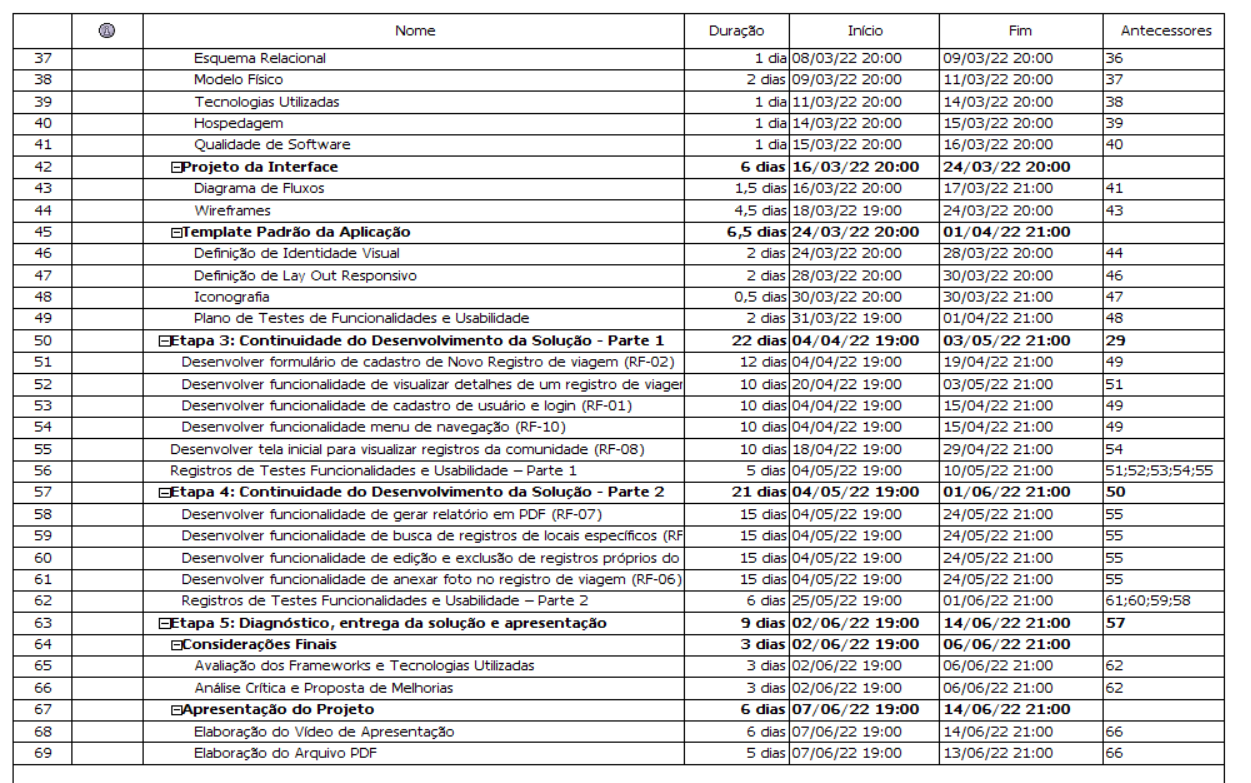 Nome Duração Início Fim Antecessores
37 Esquema Relacional 1 dia 08/03/22 20:00 09/03/22 20:00 36
38 Modelo Físico 2 dias 09/03/22 20:00 11/03/22 20:00 37
39 Tecnologias Utilizadas 1 dia 11/03/22 20:00 14/03/22 20:00 38
40 Hospedagem 1 dia 14/03/22 20:00 15/03/22 20:00 39
41 Qualidade de Software 1 dia 15/03/22 20:00 16/03/22 20:00 40
42 Projeto da Interface 6 dias 16/03/22 20:00 24/03/22 20:00
43 Diagrama de Fluxos 1,5 dias 16/03/22 20:00 17/03/22 21:00 41
44 Wireframes 4,5 dias 18/03/22 19:00 24/03/22 20:00 43
45 Template Padrão da Aplicação 6,5 dias 24/03/22 20:00 01/04/22 21:00
46 Definição de Identidade Visual 2 dias 24/03/22 20:00 28/03/22 20:00 44
47 Definição de Lay Out Responsivo 2 dias 28/03/22 20:00 30/03/22 20:00 46
48 Iconografia 0,5 dias 30/03/22 20:00 30/03/22 21:00 47
49 Plano de Testes de Funcionalidades e Usabilidade 2 dias 31/03/22 19:00 01/04/22 21:00 48
50 Etapa 3: Continuidade do Desenvolvimento da Solução - Parte 1 22 dias 04/04/22 19:00 03/05/22 21:00 29
51 Desenvolver formulário de cadastro de Novo Registro de viagem (RF-02) 12 dias 04/04/22 19:00 19/04/22 21:00 49
52 Desenvolver funcionalidade de visualizar detalhes de um registro de viager 10 dias 20/04/22 19:00 03/05/22 21:00 51
53 Desenvolver funcionalidade de cadastro de usuário e login (RF-01) 10 dias 04/04/22 19:00 15/04/22 21:00 49
54 Desenvolver funcionalidade menu de navegação (RF-10) 10 dias 04/04/22 19:00 15/04/22 21:00 49
55 Desenvolver tela inicial para visualizar registros da comunidade (RF-08) 10 dias 18/04/22 19:00 29/04/22 21:00 54
56 Registros de Testes Funcionalidades e Usabilidade – Parte 1 5 dias 04/05/22 19:00 10/05/22 21:00 51;52;53;54;55
57 Etapa 4: Continuidade do Desenvolvimento da Solução - Parte 2 21 dias 04/05/22 19:00 01/06/22 21:00 50
58 Desenvolver funcionalidade de gerar relatório em PDF (RF-07) 15 dias 04/05/22 19:00 24/05/22 21:00 55
59 Desenvolver funcionalidade de busca de registros de locais específicos (RF 15 dias 04/05/22 19:00 24/05/22 21:00 55
60 Desenvolver funcionalidade de edição e exclusão de registros próprios do 15 dias 04/05/22 19:00 24/05/22 21:00 55
61 Desenvolver funcionalidade de anexar foto no registro de viagem (RF-06) 15 dias 04/05/22 19:00 24/05/22 21:00 55
62 Registros de Testes Funcionalidades e Usabilidade – Parte 2 6 dias 25/05/22 19:00 01/06/22 21:00 61;60;59;58
63 Etapa 5: Diagnóstico, entrega da solução e apresentação 9 dias 02/06/22 19:00 14/06/22 21:00 57
64 Considerações Finais 3 dias 02/06/22 19:00 06/06/22 21:00
65 Avaliação dos Frameworks e Tecnologias Utilizadas 3 dias 02/06/22 19:00 06/06/22 21:00 62
66 Análise Crítica e Proposta de Melhorias 3 dias 02/06/22 19:00 06/06/22 21:00 62
67 Apresentação do Projeto 6 dias 07/06/22 19:00 14/06/22 21:00
68 Elaboração do Vídeo de Apresentação 6 dias 07/06/22 19:00 14/06/22 21:00 66
69 Elaboração do Arquivo PDF 5 dias 07/06/22 19:00 13/06/22 21:00 66